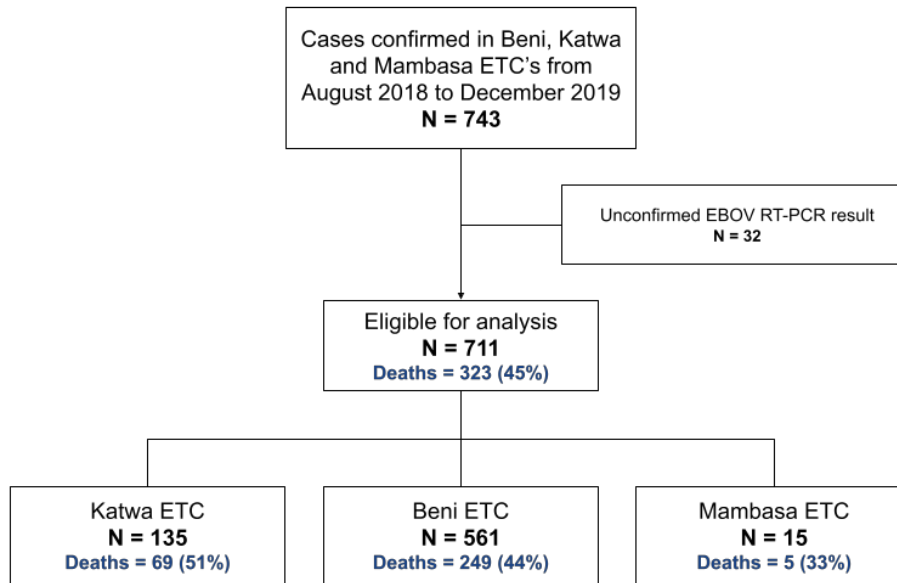 Cases confirmed in Beni, Katwa
and Mambasa ETC's from
August 2018 to December 2019
N = 743
Unconfirmed EBOV RT-PCR result
N = 32
Eligible for analysis
N = 711
Deaths = 323 (45%)
Katwa ETC
N = 135
Deaths = 69 (51%)
Beni ETC
N = 561
Deaths = 249 (44%)
Mambasa ETC
N = 15
Deaths = 5 (33%)